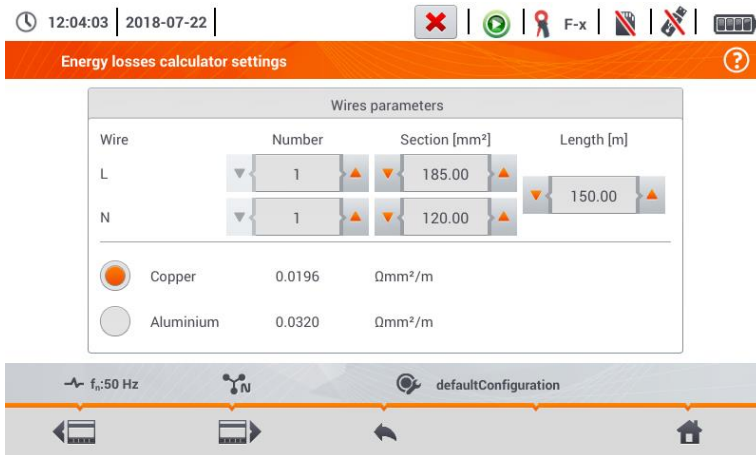 12:04:03 2018-07-22 F-x
Energy losses calculator settings ?
Wires parameters
Wire Number Section [mm²] Length [m]
L 1 185.00
150.00
N 1 120.00
Copper 0.0196 Ωmm²/m
Aluminium 0.0320 Ωmm²/m
fₙ:50 Hz N defaultConfiguration